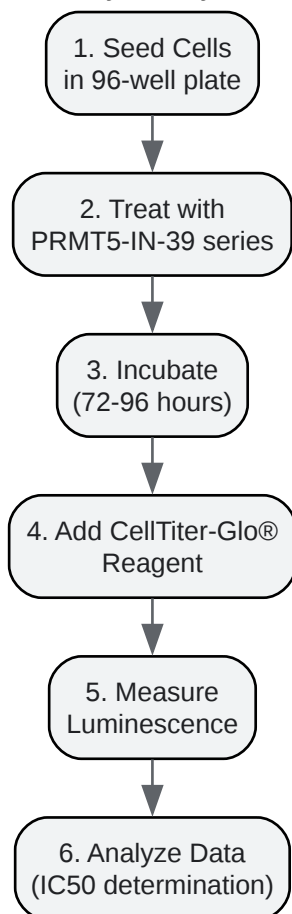 1. Seed Cells
in 96-well plate
2. Treat with
PRMT5-IN-39 series
3. Incubate
(72-96 hours)
4. Add CellTiter-Glo®
Reagent
5. Measure
Luminescence
6. Analyze Data
(IC50 determination)